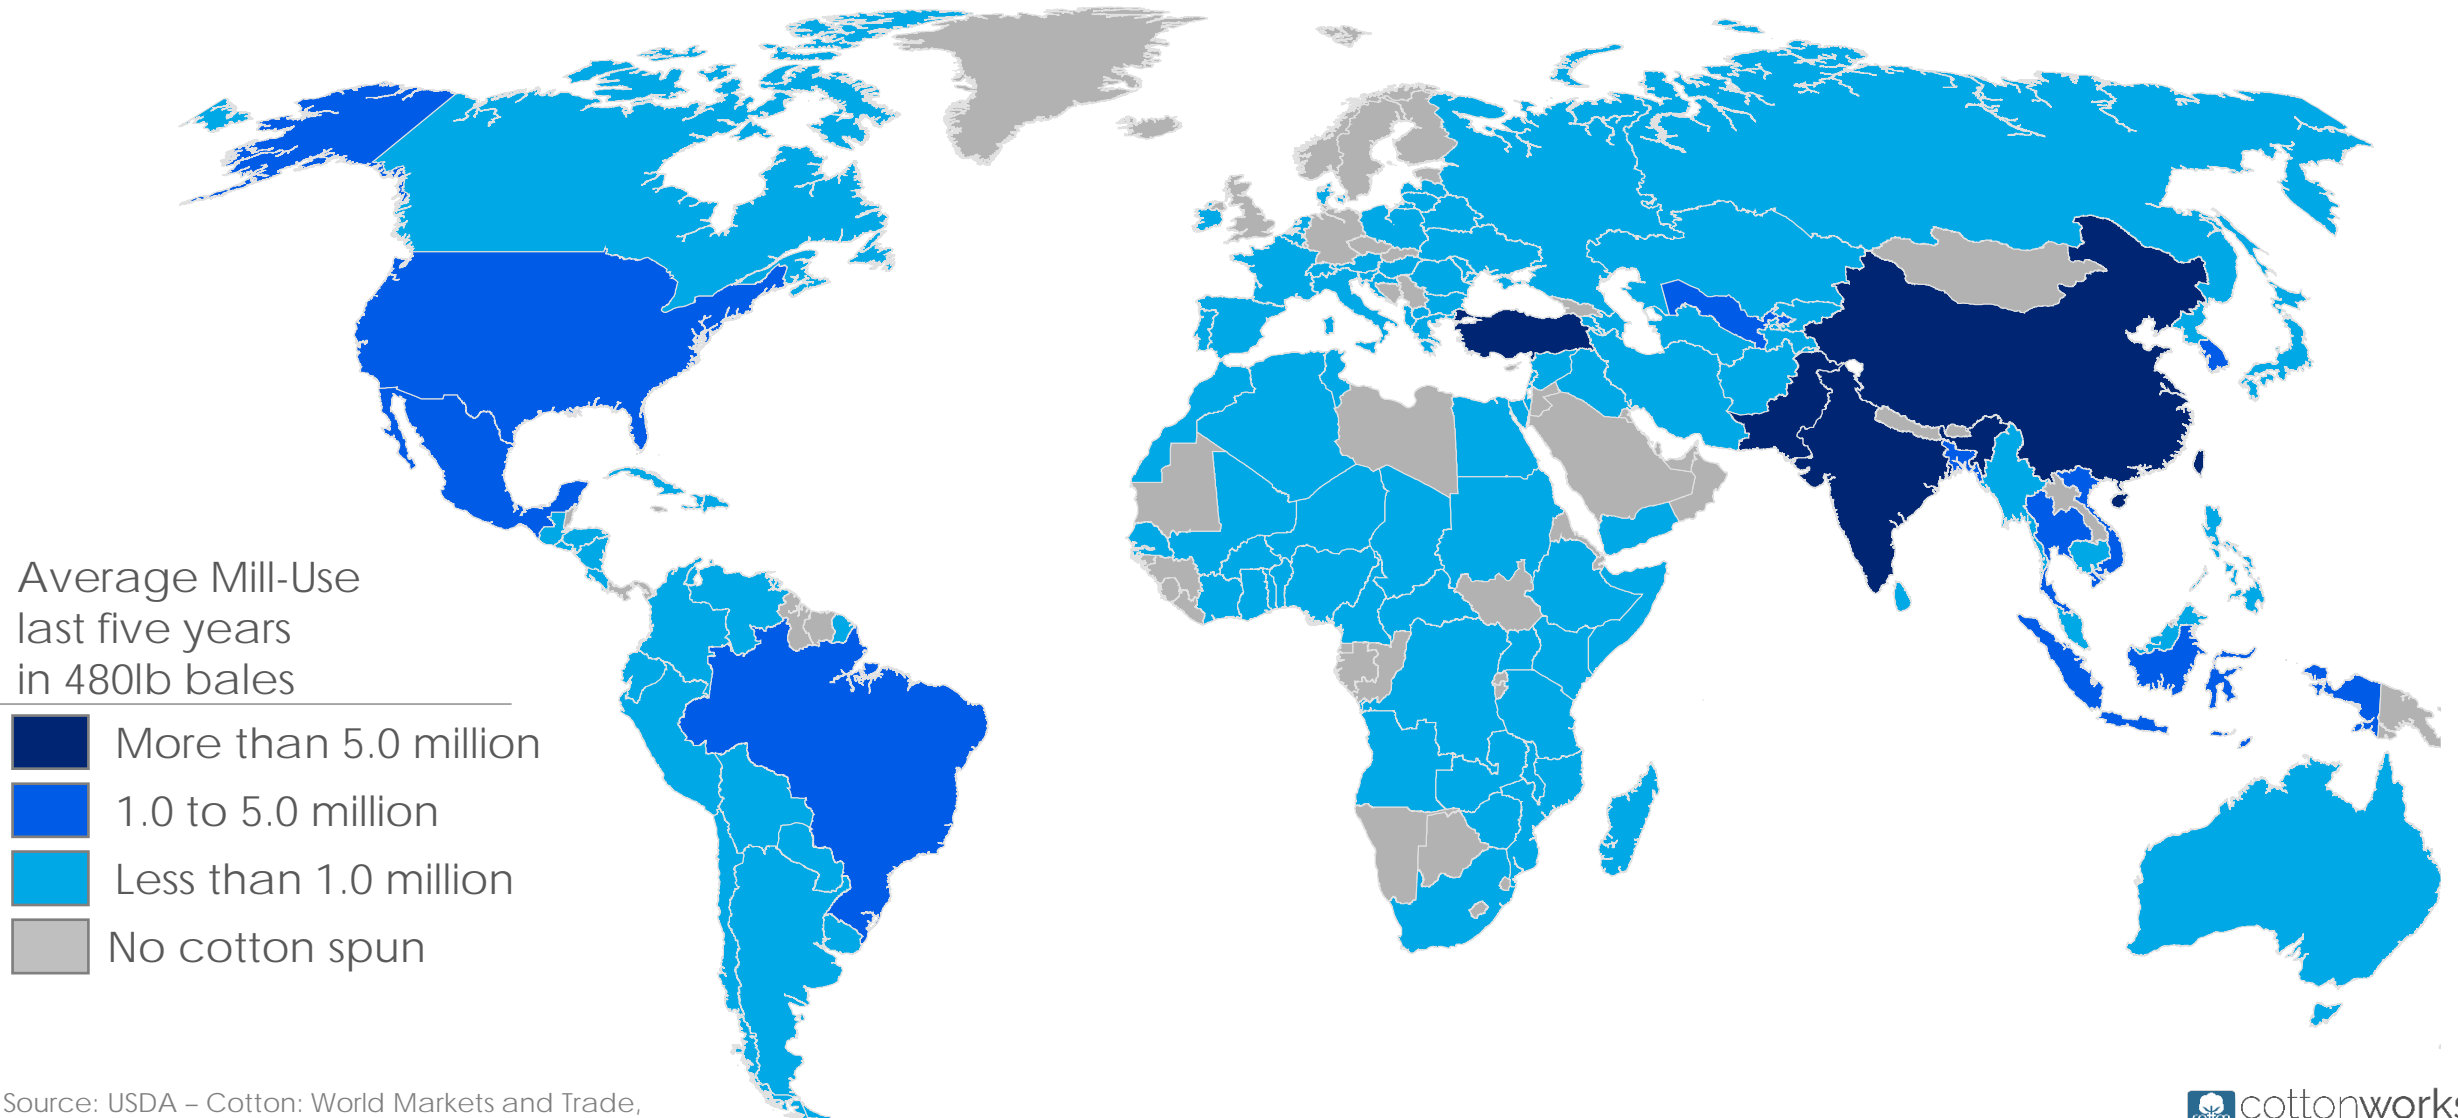 Average Mill-Use
last five years
in 480lb bales
More than 5.0 million
1.0 to 5.0 million
Less than 1.0 million
No cotton spun
Source: USDA – Cotton: World Markets and Trade,
cottonworks